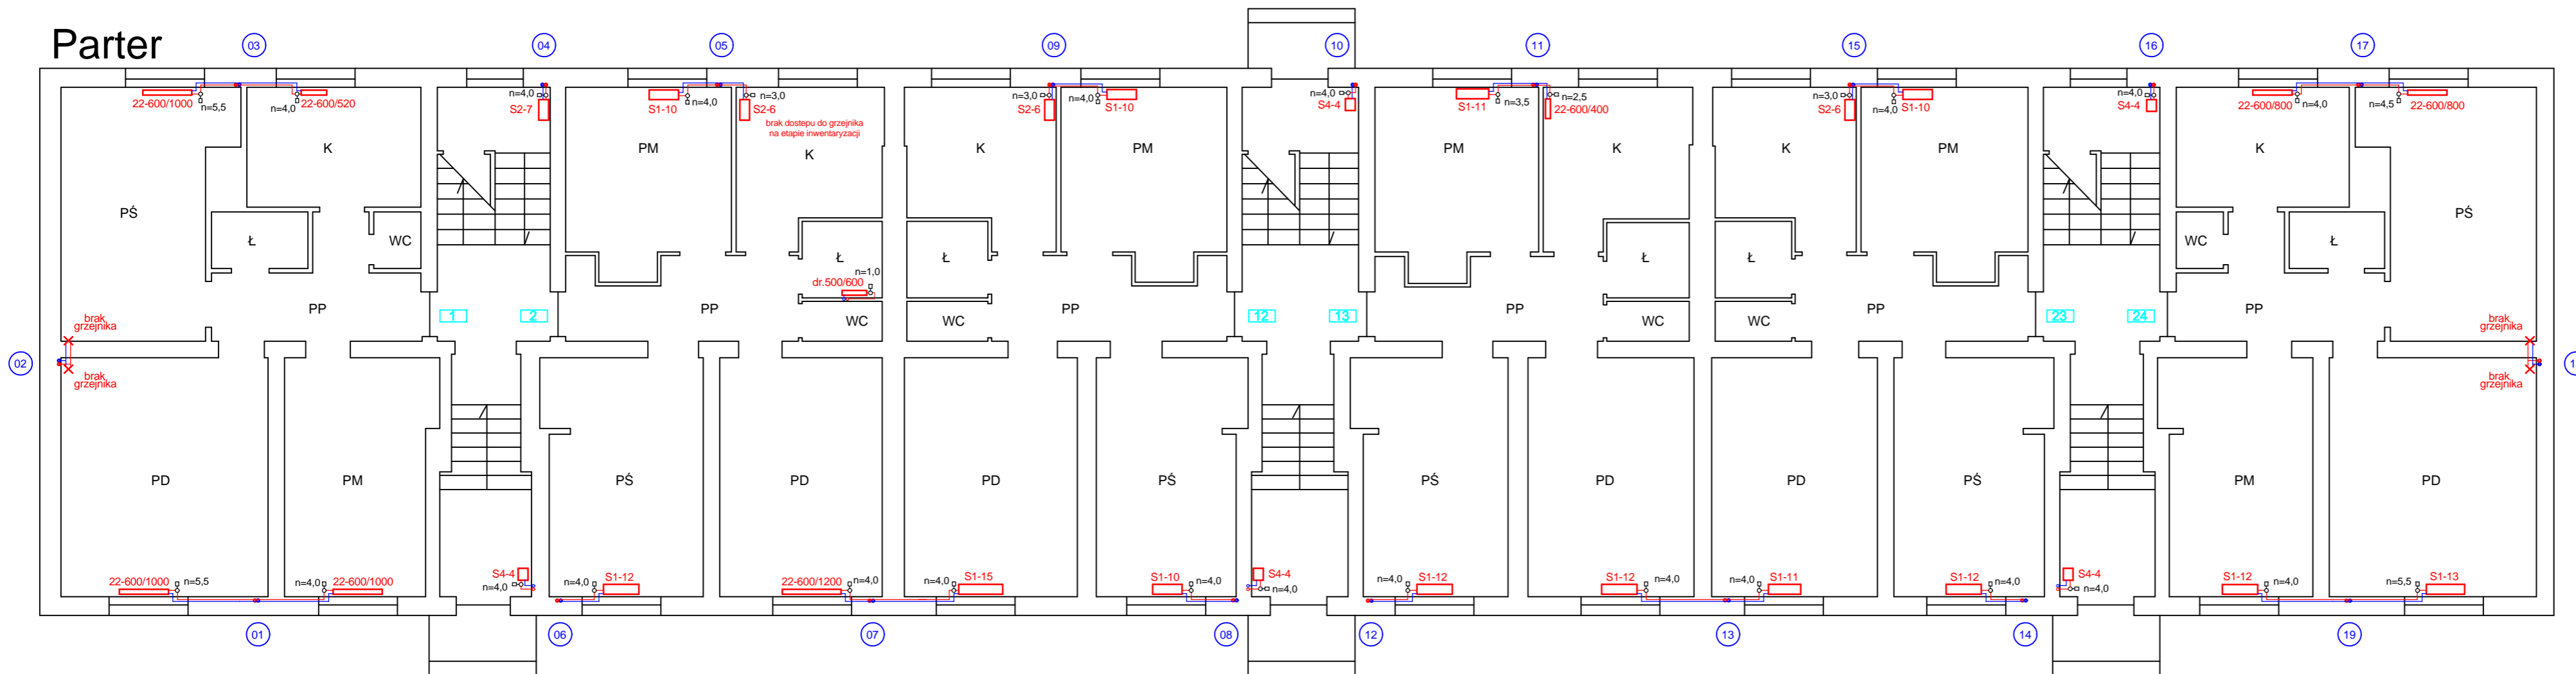 Parter
03 04 05 09 10 11 15 16 17
22-600/1000 n=5,5 n=4,0 22-600/520
n=4,0 S2-7
S1-10 n=4,0 n=3,0 S2-6
brak dostepu do grzejnika
na etapie inwentaryzacji
n=3,0 S2-6 n=4,0 S1-10
n=4,0 S4-4
S1-11 n=3,5 n=2,5 22-600/400
n=3,0 S2-6 n=4,0 S1-10
n=4,0 S4-4
22-600/800 n=4,0 n=4,5 22-600/800
K PM K K PM PM K K PM K
PŚ Ł WC Ł Ł Ł Ł WC Ł PŚ
n=1,0
dr.500/600
PP PP WC WC PP PP WC WC PP PP
1 2 12 13 23 24
brak
grzejnika
brak
grzejnika
02
brak
grzejnika
brak
grzejnika
PD PM PŚ PD PD PŚ PŚ PD PD PŚ PM PD
22-600/1000 n=5,5 n=4,0 22-600/1000
S4-4 n=4,0
n=4,0 S1-12
22-600/1200 n=4,0 n=4,0 S1-15
S1-10 n=4,0
S4-4 n=4,0
n=4,0 S1-12
S1-12 n=4,0 n=4,0 S1-11
S1-12 n=4,0
S4-4 n=4,0
S1-12 n=4,0 n=5,5 S1-13
01 06 07 08 12 13 14 19